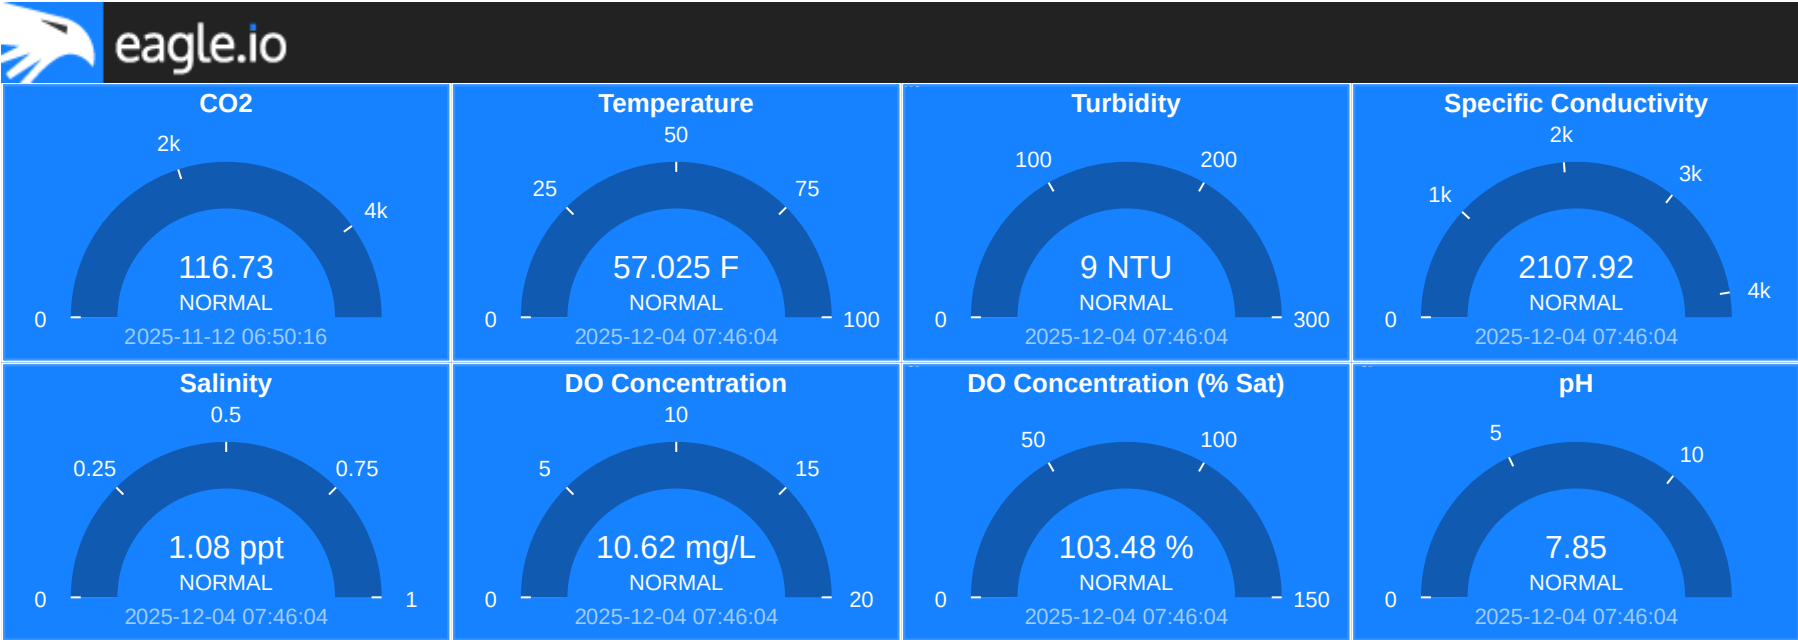 eagle.io
CO2
2k
4k
116.73
NORMAL
0
2025-11-12 06:50:16
Temperature
50
25
75
57.025 F
NORMAL
0
100
2025-12-04 07:46:04
Turbidity
100
200
9 NTU
NORMAL
0
300
2025-12-04 07:46:04
Specific Conductivity
2k
3k
1k
2107.92
4k
NORMAL
0
2025-12-04 07:46:04
Salinity
0.5
0.25
0.75
1.08 ppt
NORMAL
0
1
2025-12-04 07:46:04
DO Concentration
10
5
15
10.62 mg/L
NORMAL
0
20
2025-12-04 07:46:04
DO Concentration (% Sat)
50
100
103.48 %
NORMAL
0
150
2025-12-04 07:46:04
pH
5
10
7.85
NORMAL
0
2025-12-04 07:46:04